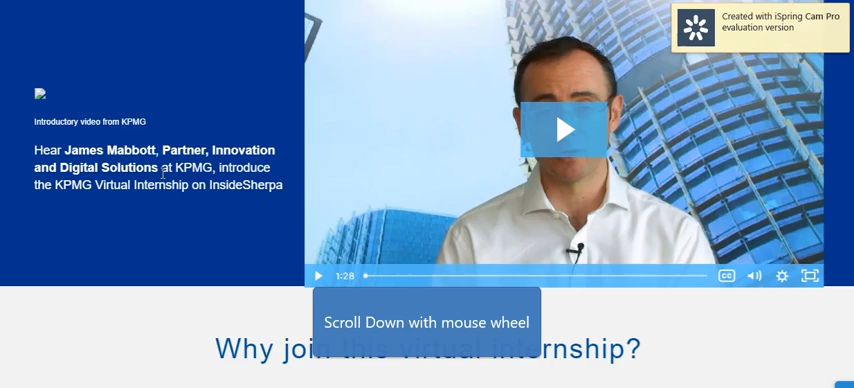 Created with iSpring Cam Pro
evaluation version
Introductory video from KPMG
Hear James Mabbott, Partner, Innovation
and Digital Solutions at KPMG, introduce
the KPMG Virtual Internship on InsideSherpa
1:28
CC
Scroll Down with mouse wheel
Why join this virtual internship?